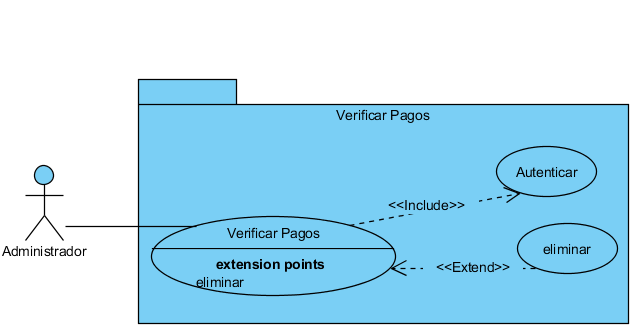 Verificar Pagos
Autenticar
<<Include>>
Administrador
Verificar Pagos
eliminar
extension points
<<Extend>>
eliminar